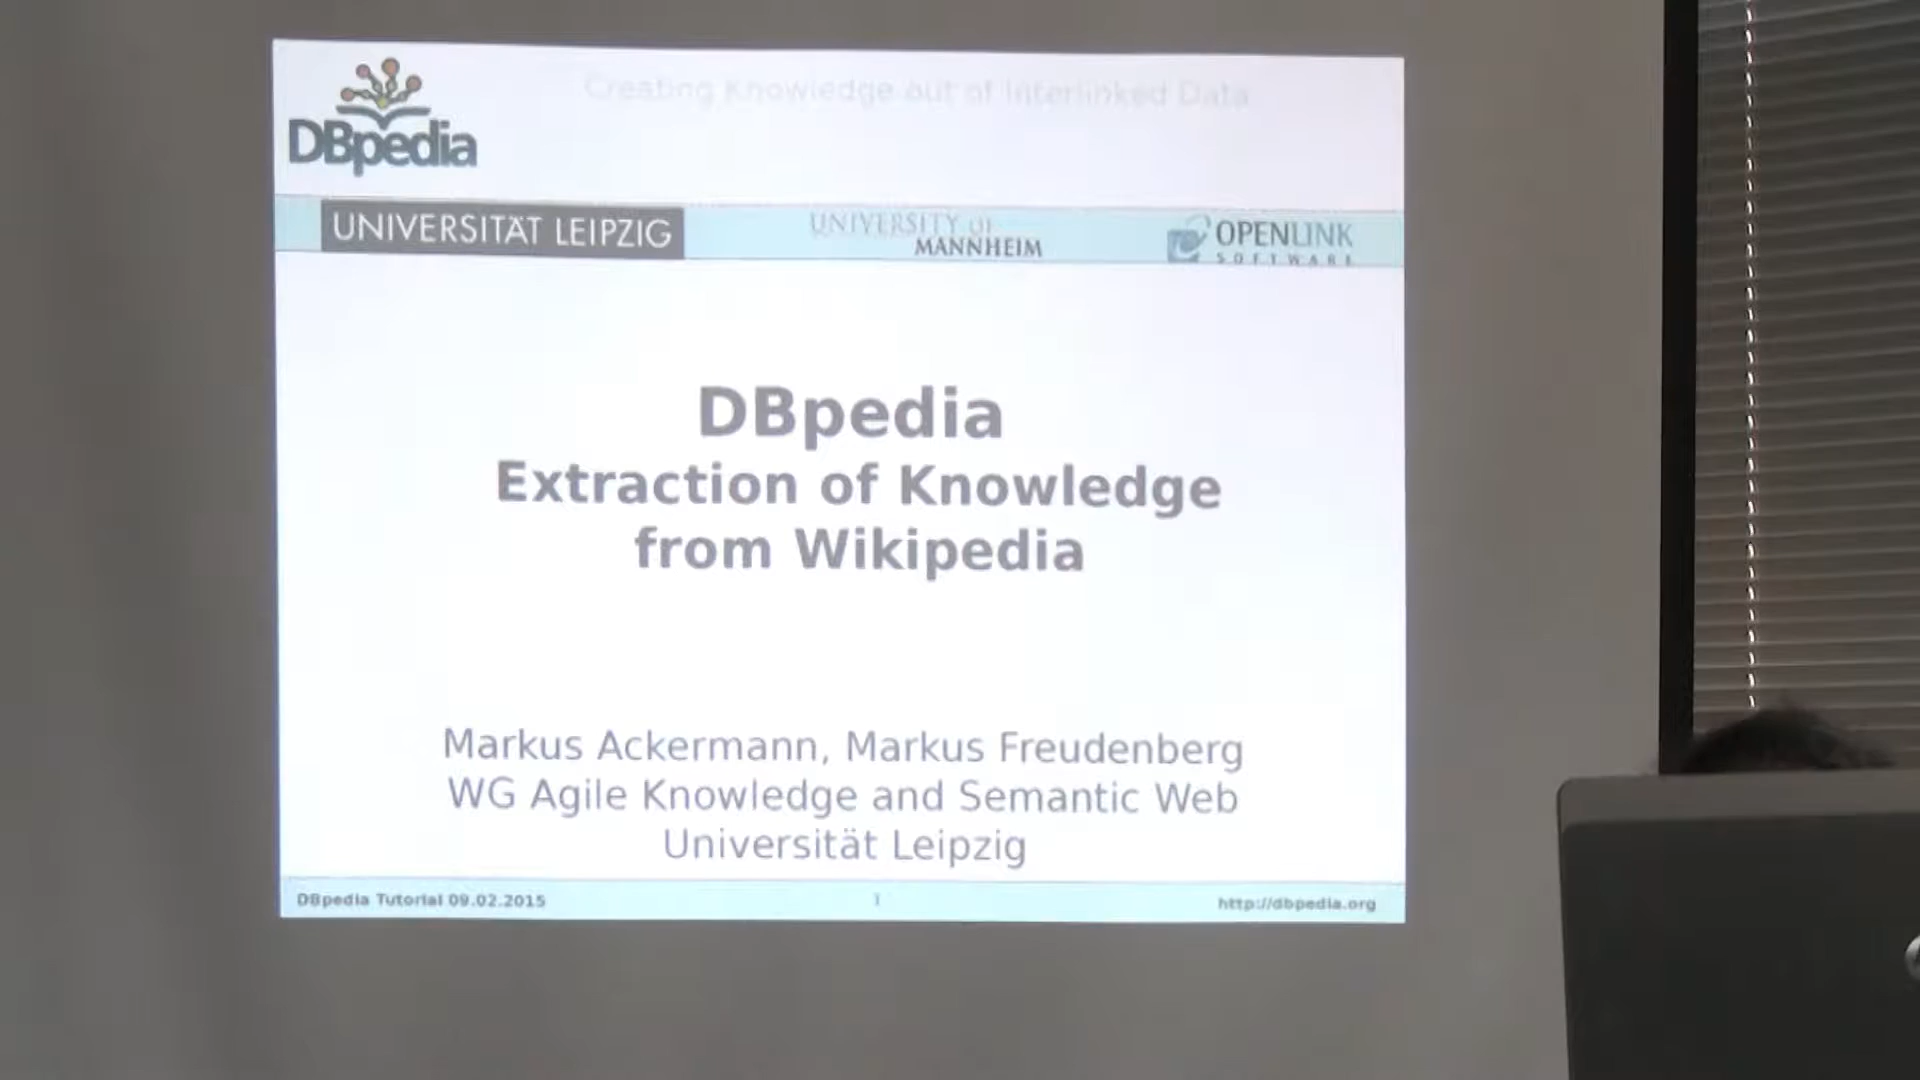 Creating Knowledge out of Interlinked Data
DBpedia
UNIVERSITÄT LEIPZIG
UNIVERSITY OF
MANNHEIM
OPENLINK
SOFTWARE
DBpedia
Extraction of Knowledge
from Wikipedia
Markus Ackermann, Markus Freudenberg
WG Agile Knowledge and Semantic Web
Universität Leipzig
DBpedia Tutorial 09.02.2015
1
http://dbpedia.org